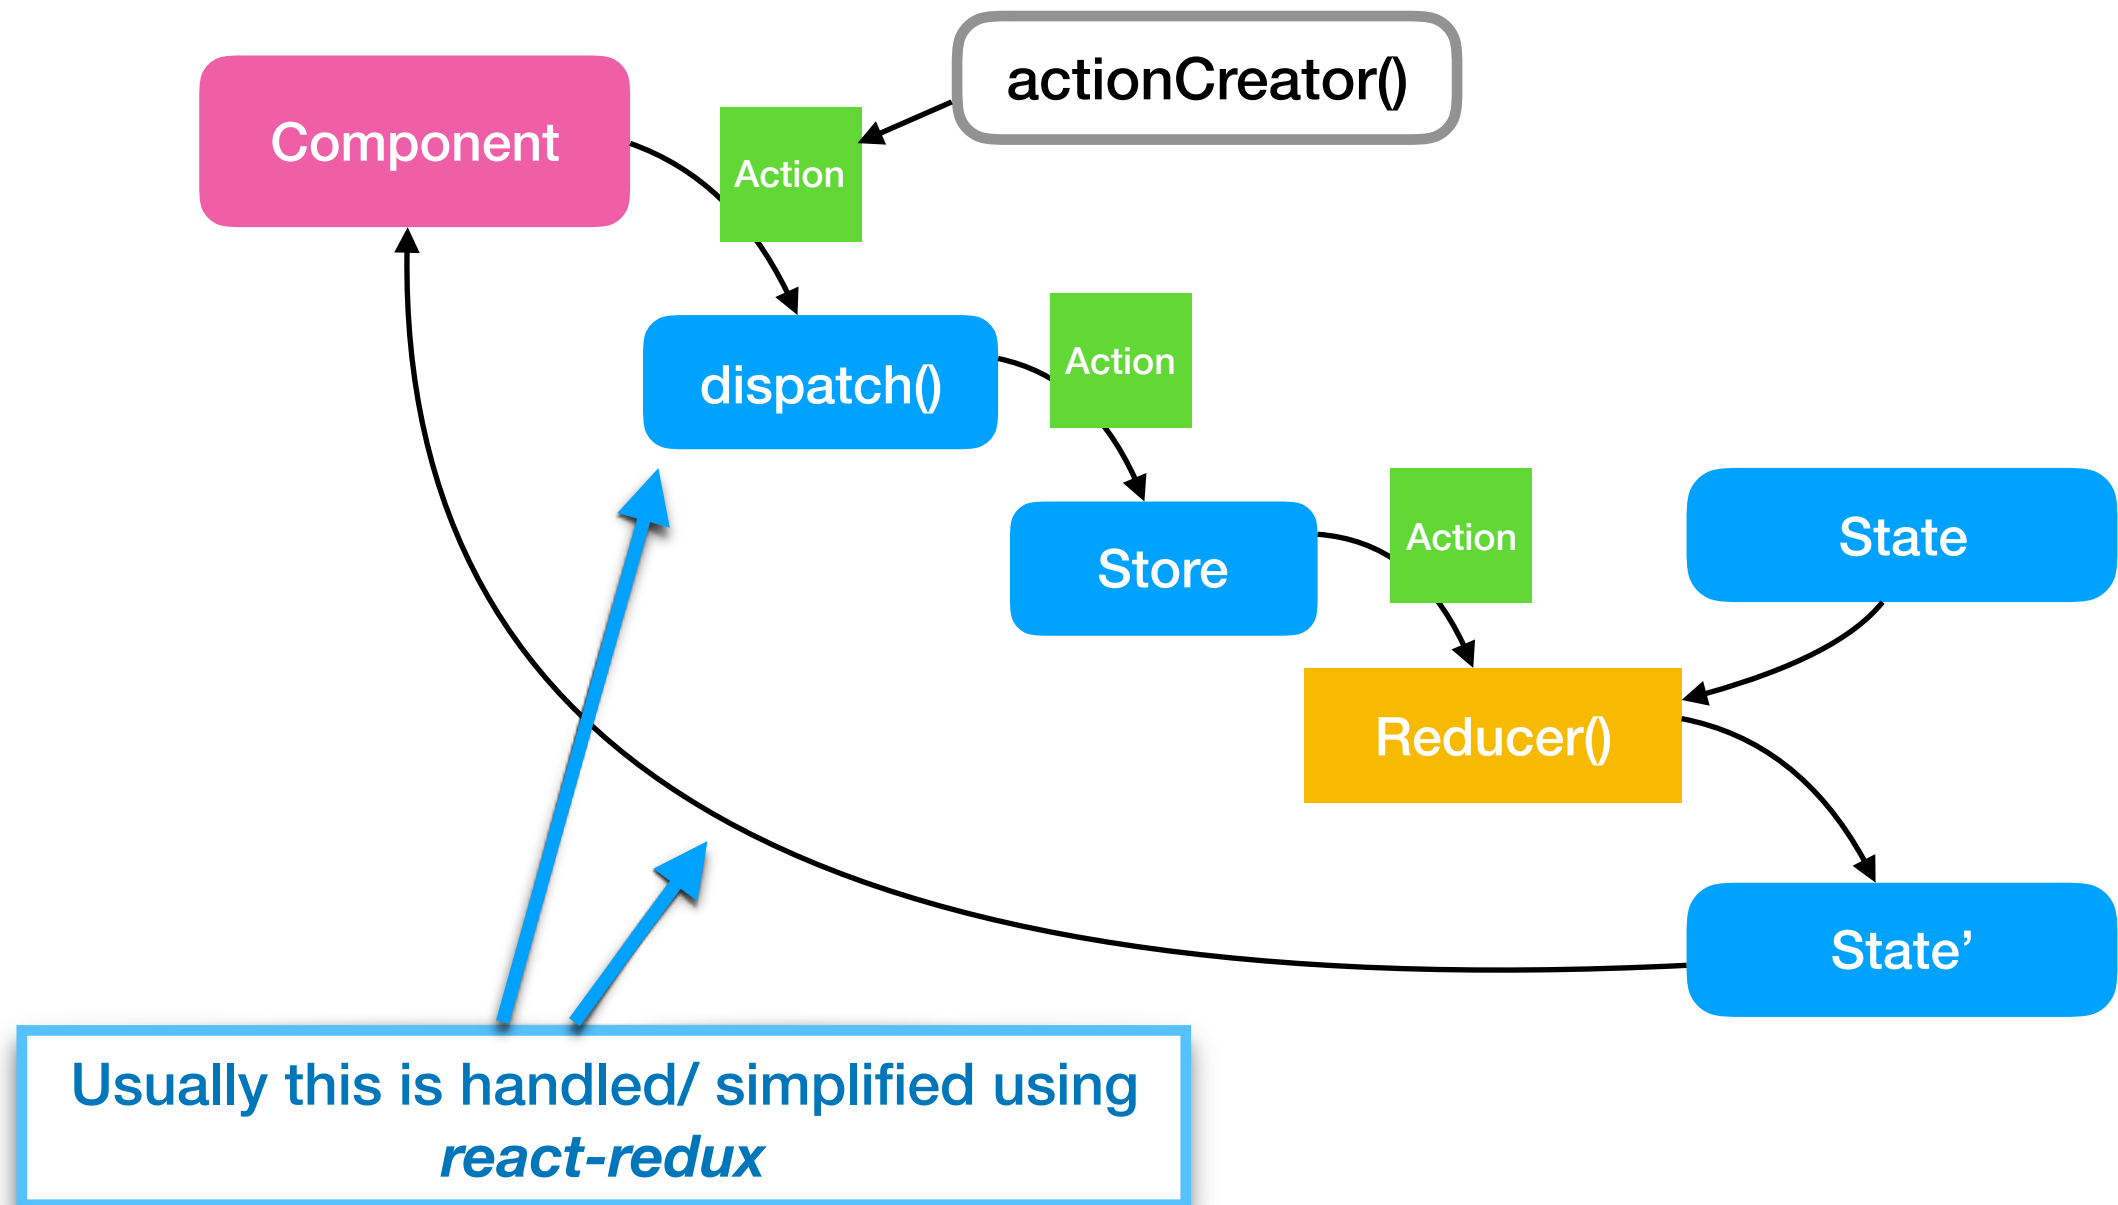 actionCreator()
Component
Action
dispatch()
Action
Store
Action
State
Reducer()
State’
Usually this is handled/ simplified using
react-redux